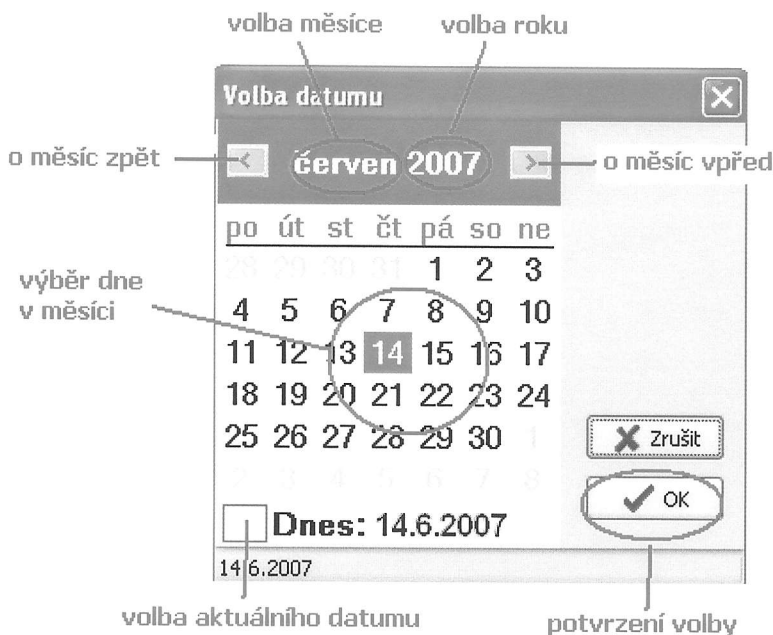 volba měsíce volba roku
Volba datumu
o měsíc zpět < červen 2007 > o měsíc vpřed
po út st čt pá so ne
28 29 30 31 1 2 3
výběr dne
v měsíci
4 5 6 7 8 9 10
11 12 13 14 15 16 17
18 19 20 21 22 23 24
25 26 27 28 29 30 1
Zrušit
2 3 4 5 6 7 8
OK
Dnes: 14.6.2007
14.6.2007
volba aktuálního datumu potvrzení volby